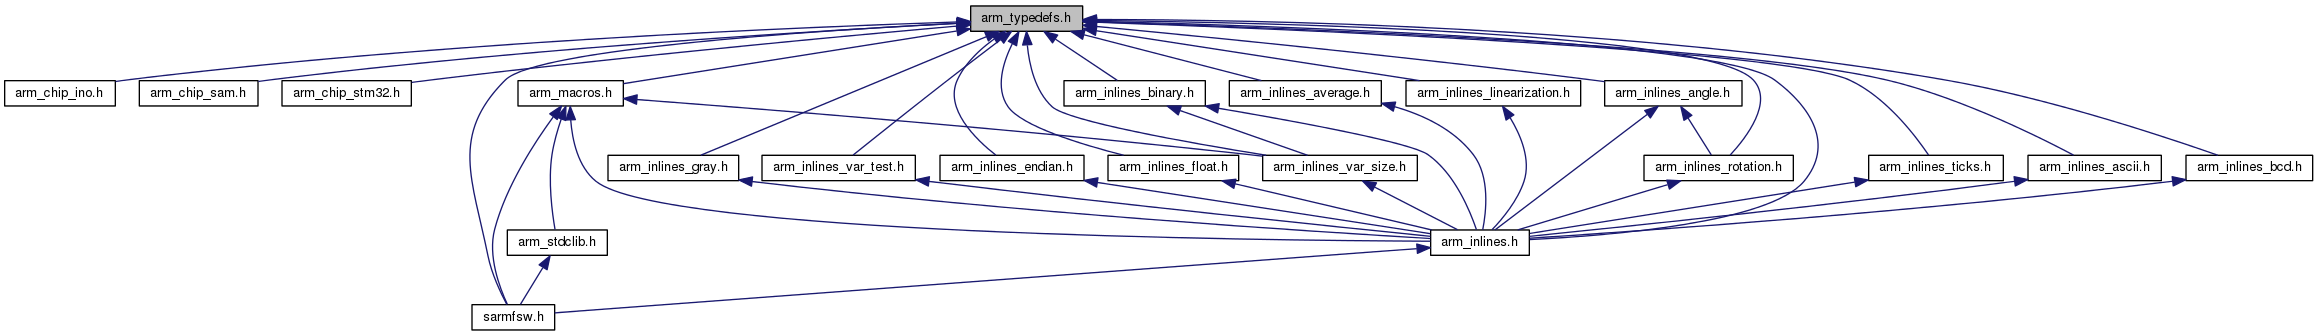 arm_typedefs.h
arm_chip_ino.h
arm_chip_sam.h
arm_chip_stm32.h
arm_macros.h
arm_inlines_binary.h
arm_inlines_average.h
arm_inlines_linearization.h
arm_inlines_angle.h
arm_inlines_gray.h
arm_inlines_var_test.h
arm_inlines_endian.h
arm_inlines_float.h
arm_inlines_var_size.h
arm_inlines_rotation.h
arm_inlines_ticks.h
arm_inlines_ascii.h
arm_inlines_bcd.h
arm_stdclib.h
arm_inlines.h
sarmfsw.h